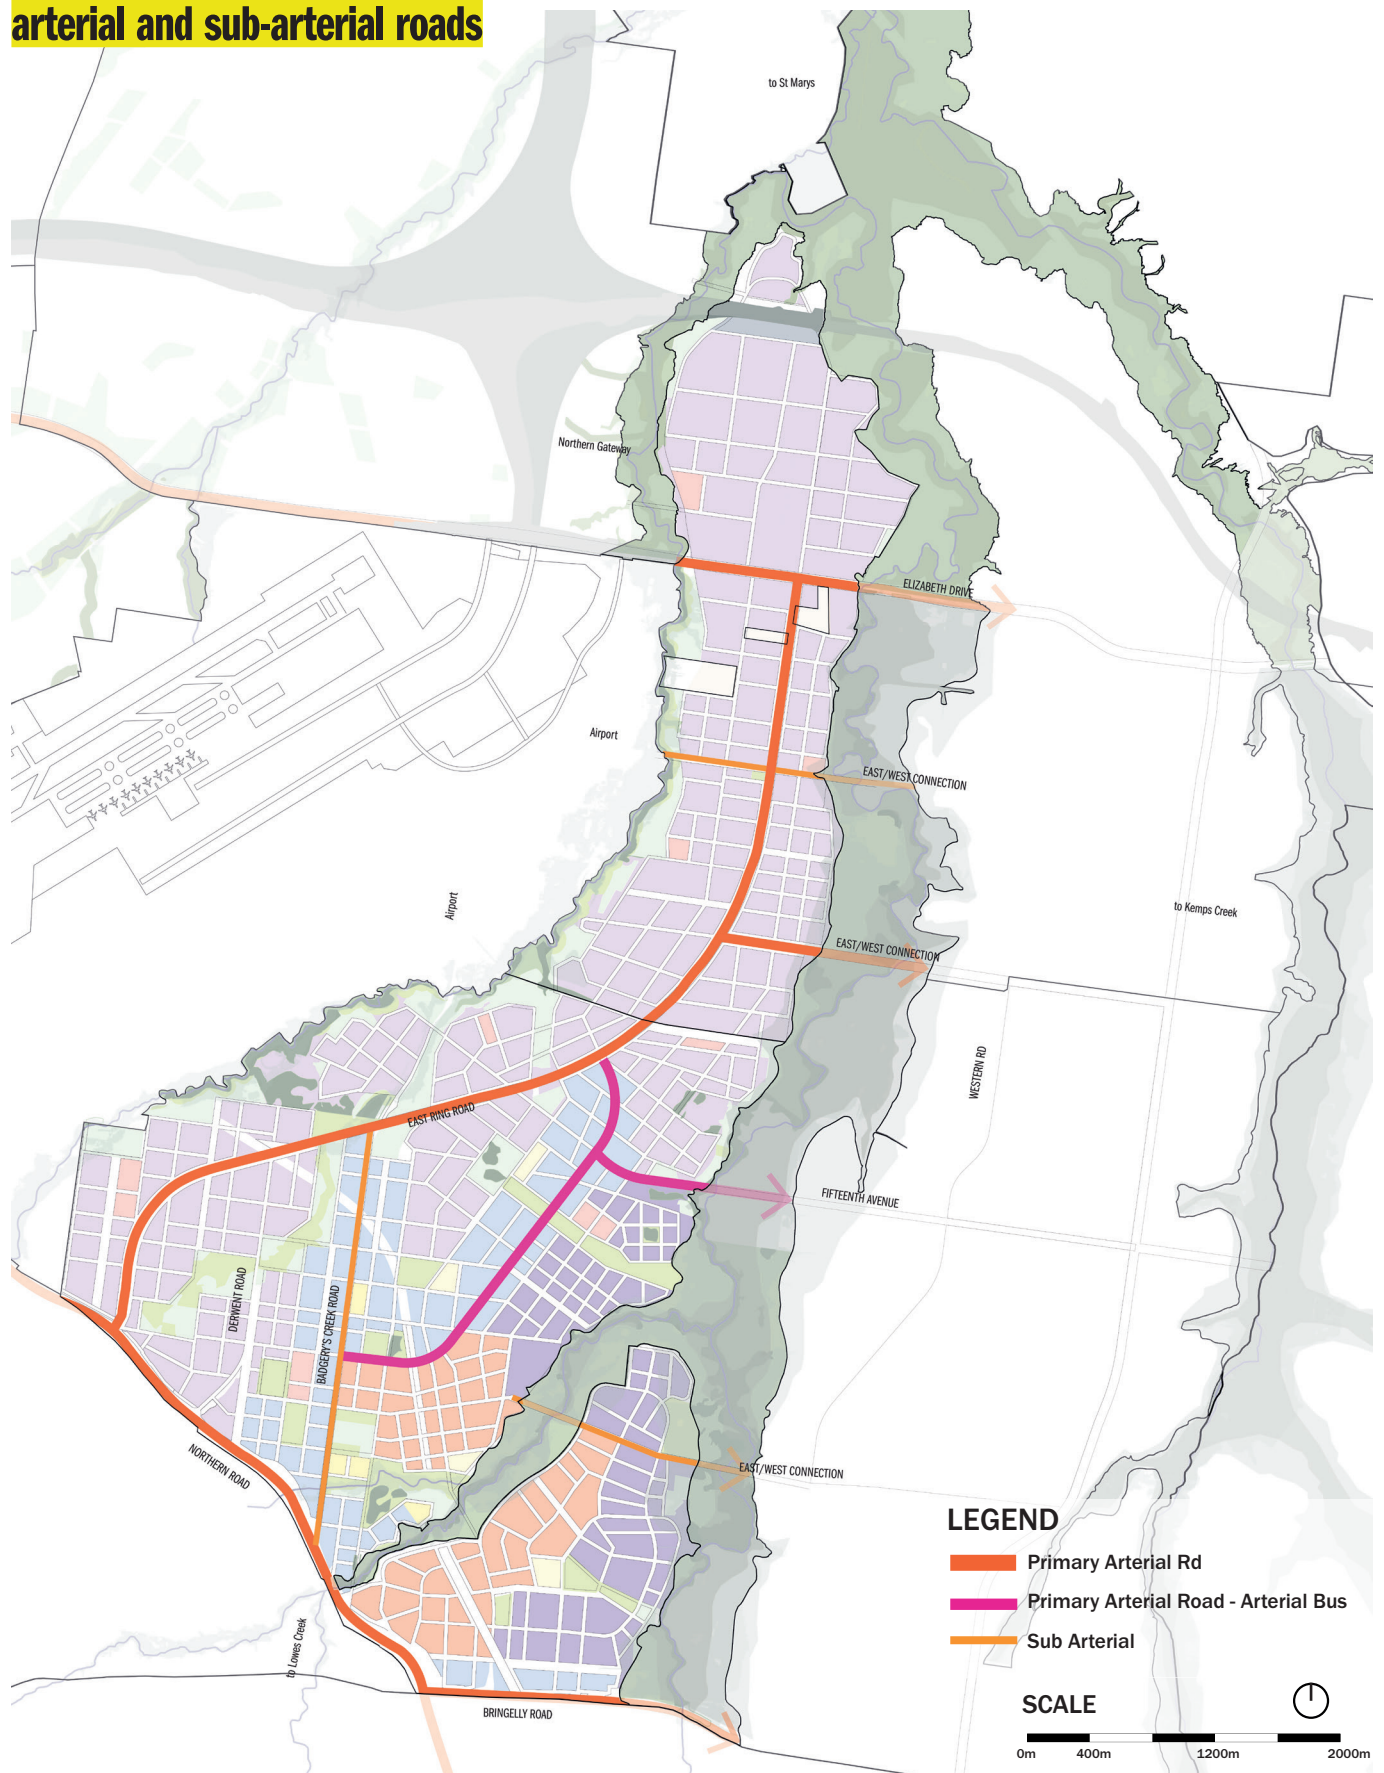 arterial and sub-arterial roads
to St Marys
Northern Gateway
ELIZABETH DRIVE
Airport
EAST/WEST CONNECTION
Airport
to Kemps Creek
EAST/WEST CONNECTION
WESTERN RD
EAST RING ROAD
FIFTEENTH AVENUE
DERWENT ROAD
BADGERY'S CREEK ROAD
NORTHERN ROAD
EAST/WEST CONNECTION
to Lowes Creek
BRINGELLY ROAD
LEGEND
Primary Arterial Rd
Primary Arterial Road - Arterial Bus
Sub Arterial
SCALE
0m 400m 1200m 2000m